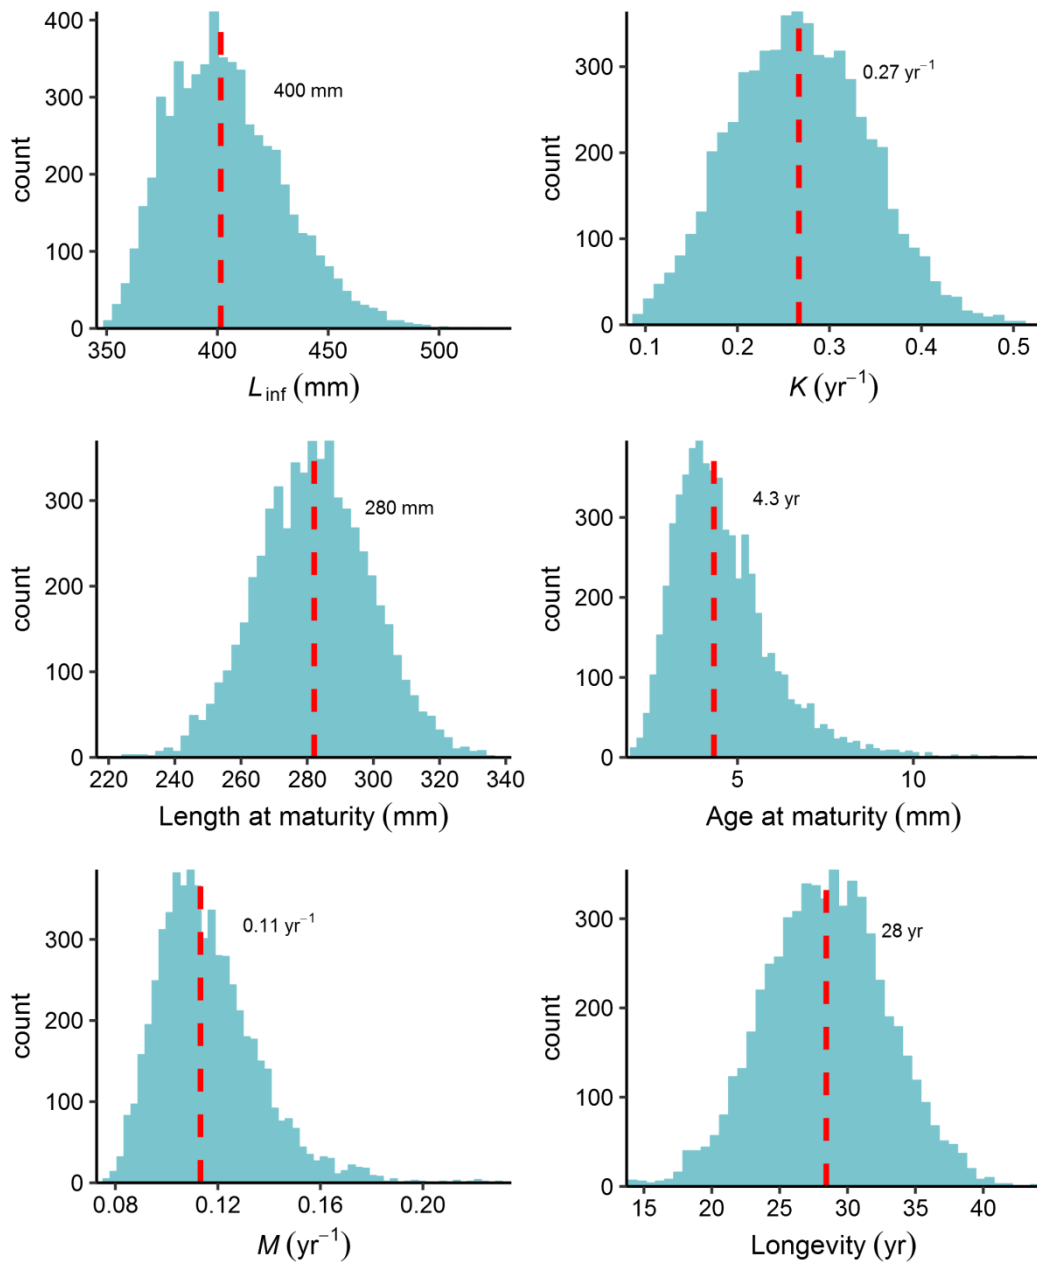 400
300
200
100
0
count
400 mm
350
400
450
500
L inf (mm)
300
200
100
0
count
0.27 yr⁻¹
0.1
0.2
0.3
0.4
0.5
K (yr⁻¹)
300
200
100
0
count
280 mm
220
240
260
280
300
320
340
Length at maturity (mm)
300
200
100
0
count
4.3 yr
5
10
Age at maturity (mm)
300
200
100
0
count
0.11 yr⁻¹
0.08
0.12
0.16
0.20
M (yr⁻¹)
300
200
100
0
count
28 yr
15
20
25
30
35
40
Longevity (yr)